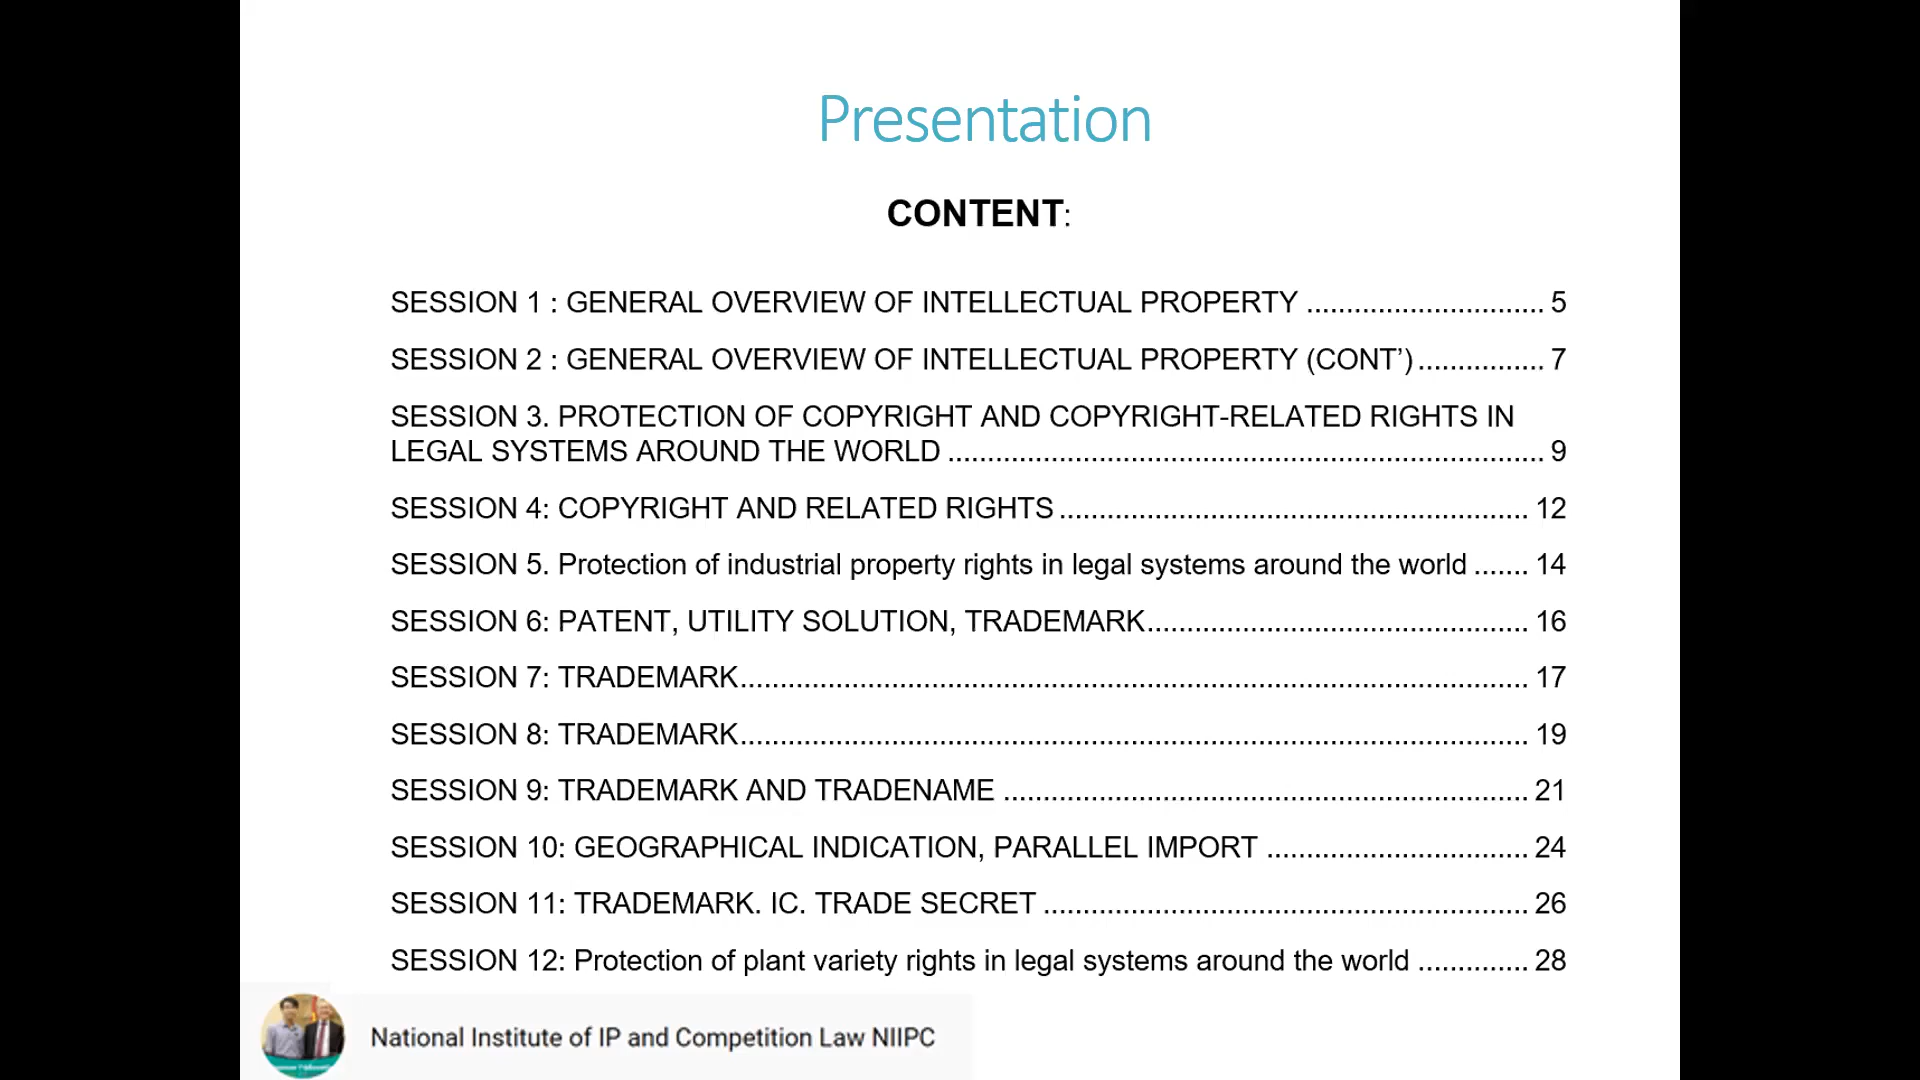 Presentation
CONTENT:
SESSION 1 : GENERAL OVERVIEW OF INTELLECTUAL PROPERTY .............................. 5
SESSION 2 : GENERAL OVERVIEW OF INTELLECTUAL PROPERTY (CONT’) ................ 7
SESSION 3. PROTECTION OF COPYRIGHT AND COPYRIGHT-RELATED RIGHTS IN
LEGAL SYSTEMS AROUND THE WORLD ........................................................................... 9
SESSION 4: COPYRIGHT AND RELATED RIGHTS ........................................................... 12
SESSION 5. Protection of industrial property rights in legal systems around the world ....... 14
SESSION 6: PATENT, UTILITY SOLUTION, TRADEMARK ................................................ 16
SESSION 7: TRADEMARK ................................................................................................... 17
SESSION 8: TRADEMARK ................................................................................................... 19
SESSION 9: TRADEMARK AND TRADENAME .................................................................. 21
SESSION 10: GEOGRAPHICAL INDICATION, PARALLEL IMPORT ................................. 24
SESSION 11: TRADEMARK. IC. TRADE SECRET ............................................................. 26
SESSION 12: Protection of plant variety rights in legal systems around the world .............. 28
National Institute of IP and Competition Law NIIPC